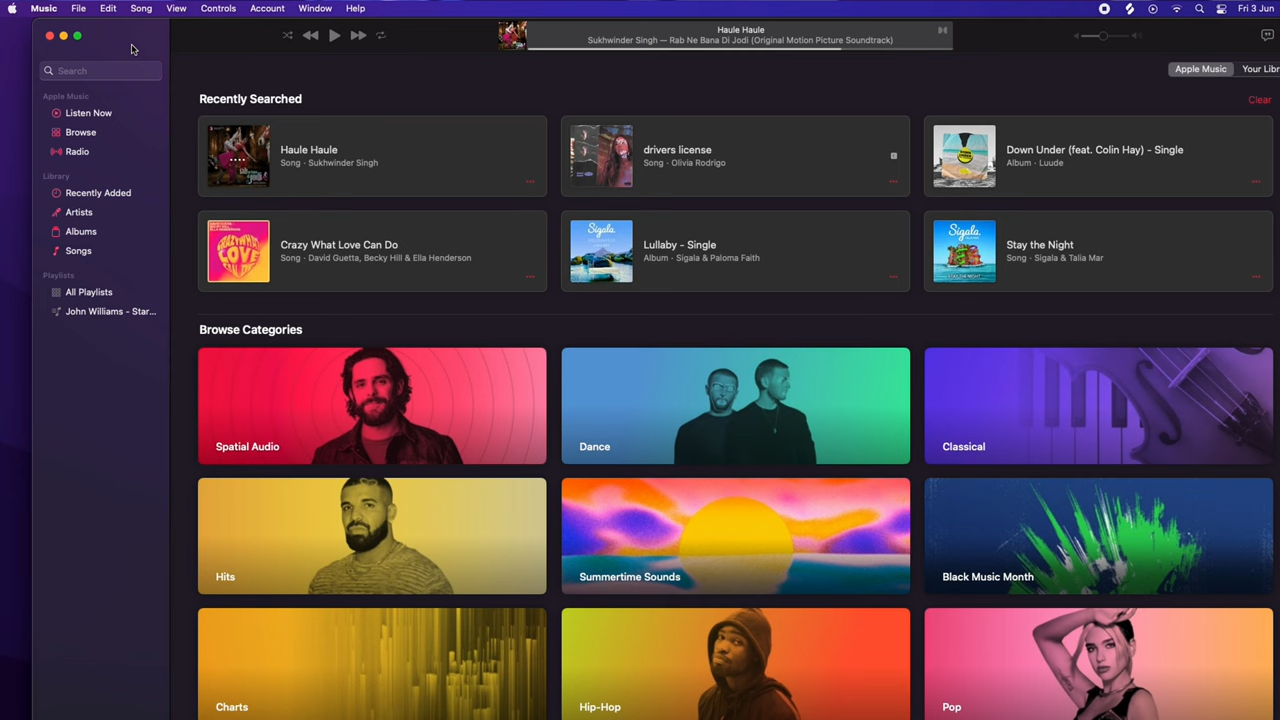 Music File Edit Song View Controls Account Window Help Fri 3 Jun
Haule Haule
Sukhwinder Singh — Rab Ne Bana Di Jodi (Original Motion Picture Soundtrack)
Search
Apple Music Your Libr
Apple Music
Listen Now
Browse
Radio
Library
Recently Added
Artists
Albums
Songs
Playlists
All Playlists
John Williams - Star...
Recently Searched
Clear
Haule Haule
Song · Sukhwinder Singh
drivers license
Song · Olivia Rodrigo
Down Under (feat. Colin Hay) - Single
Album · Luude
Crazy What Love Can Do
Song · David Guetta, Becky Hill & Ella Henderson
Sigala
Lullaby - Single
Album · Sigala & Paloma Faith
Sigala
STAY THE NIGHT
Stay the Night
Song · Sigala & Talia Mar
Browse Categories
Spatial Audio
Dance
Classical
Hits
Summertime Sounds
Black Music Month
Charts
Hip-Hop
Pop